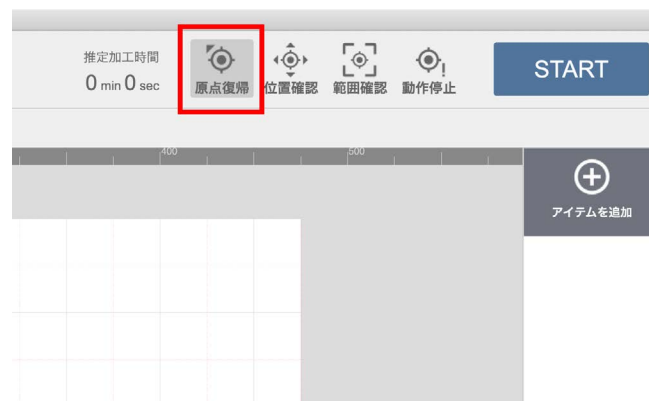 推定加工時間
0 min 0 sec
原点復帰
位置確認
範囲確認
動作停止
START
400
500
アイテムを追加